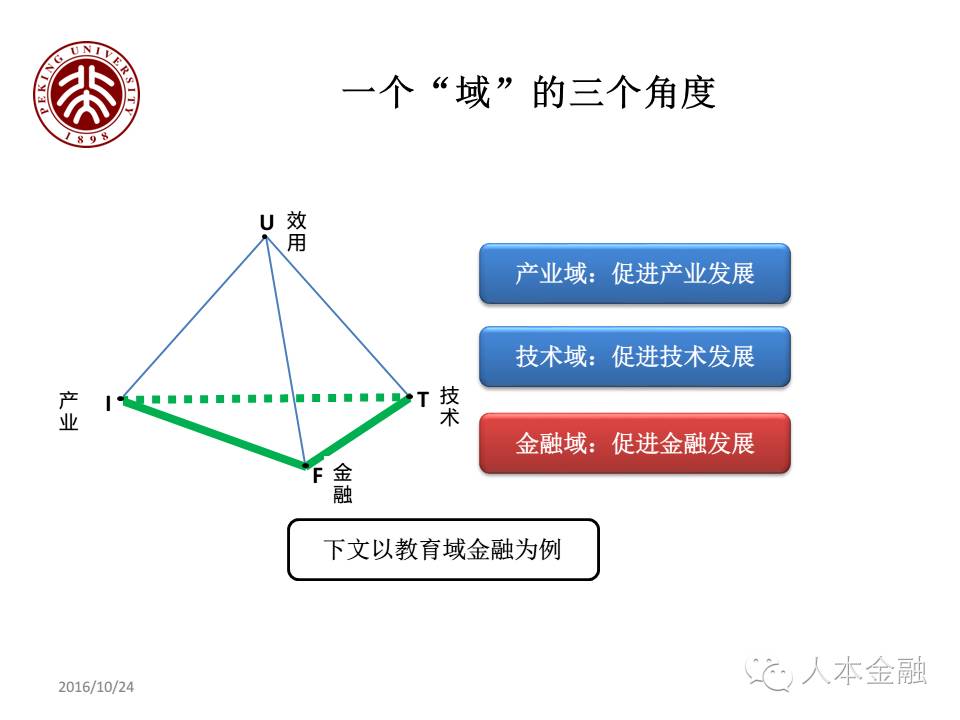 PEKING UNIVERSITY
1898
一个“域”的三个角度
U 效用
产业域：促进产业发展
技术域：促进技术发展
产业 I
T 技术
金融域：促进金融发展
F 金融
下文以教育域金融为例
2016/10/24
人本金融